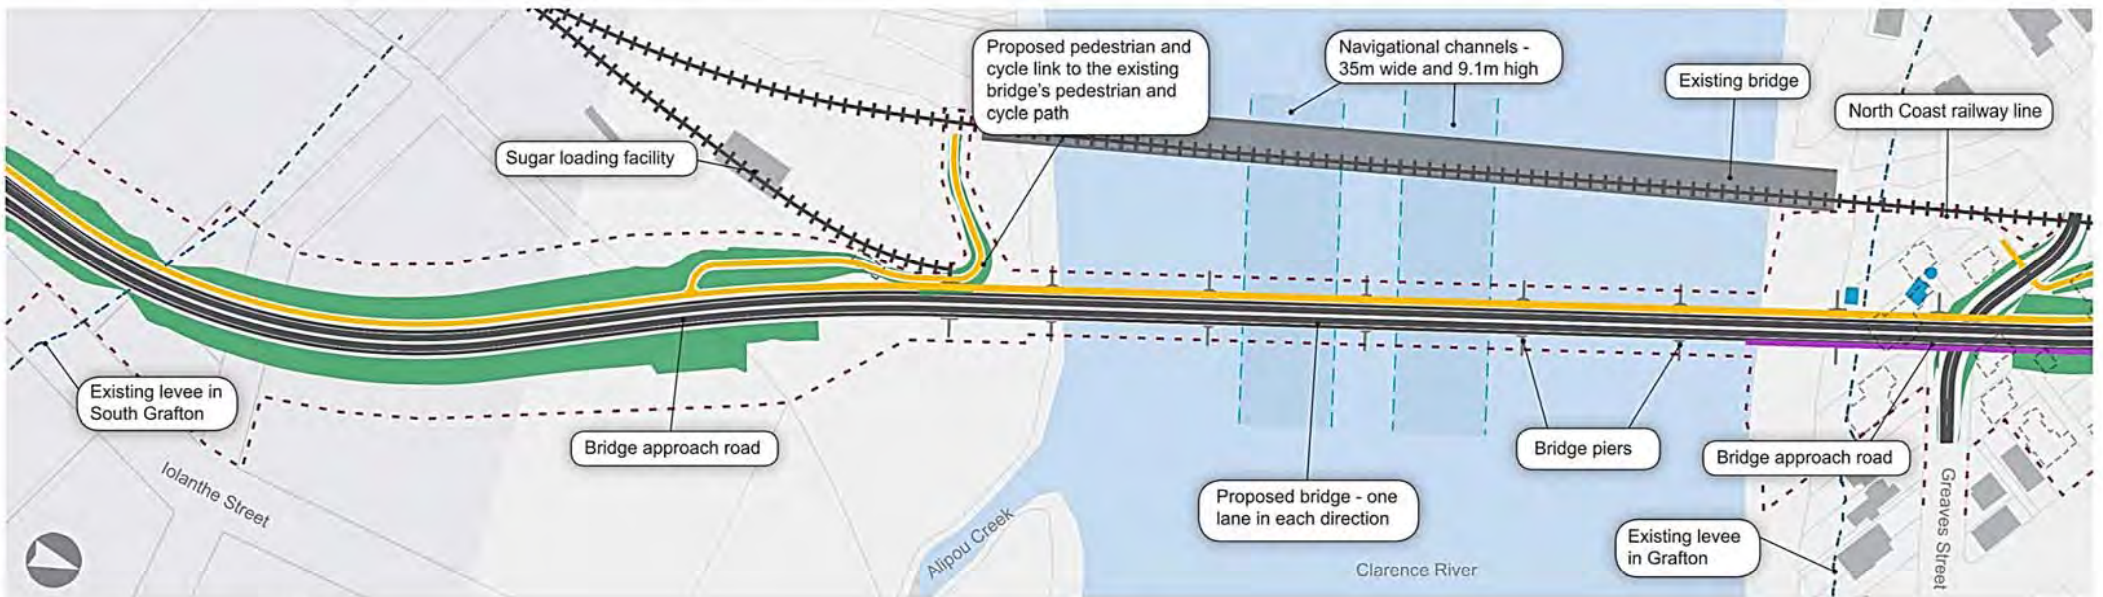 Proposed pedestrian and
cycle link to the existing
bridge's pedestrian and
cycle path
Navigational channels -
35m wide and 9.1m high
Existing bridge
North Coast railway line
Sugar loading facility
Existing levee in
South Grafton
Bridge approach road
Iolanthe Street
Alipou Creek
Proposed bridge - one
lane in each direction
Clarence River
Bridge piers
Bridge approach road
Existing levee
in Grafton
Greaves Street